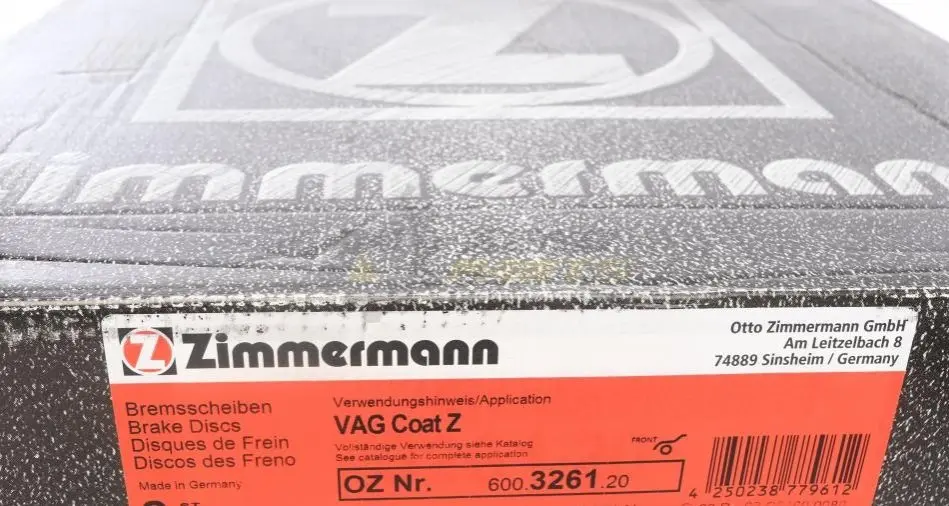 Zimmermann
Zimmermann
Otto Zimmermann GmbH
Am Leitzelbach 8
74889 Sinsheim / Germany
Bremsscheiben
Brake Discs
Disques de Frein
Discos des Freno
Made in Germany
Verwendungshinweis/Application
VAG Coat Z
Vollständige Verwendung siehe Katalog
See catalogue for complete application
OZ Nr. 600.3261.20
FRONT
4 250238 779612